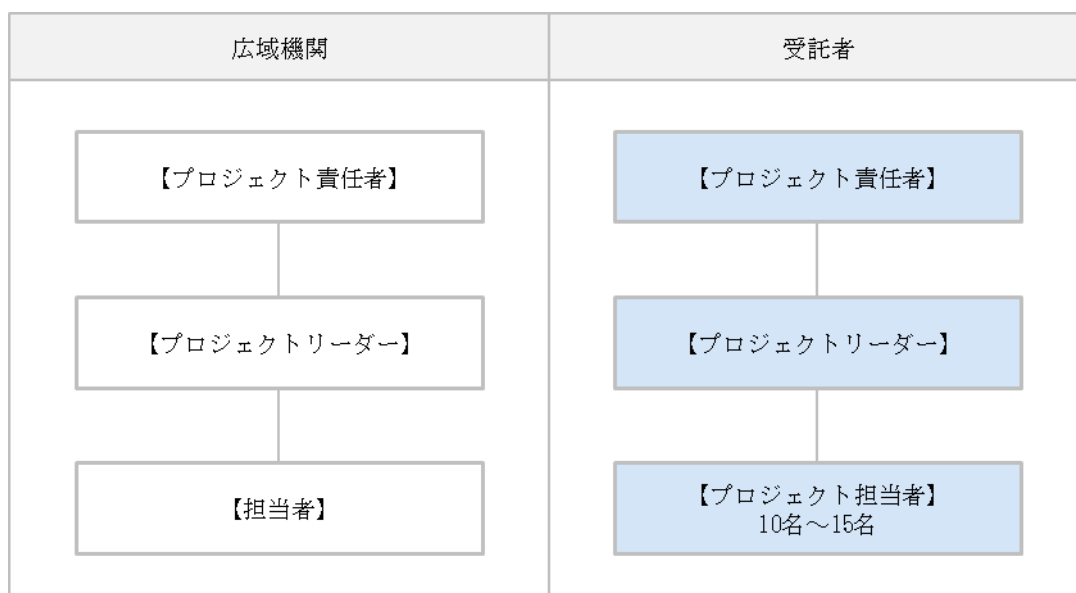 広域機関
受託者
【プロジェクト責任者】
【プロジェクト責任者】
【プロジェクトリーダー】
【プロジェクトリーダー】
【担当者】
【プロジェクト担当者】
10名～15名